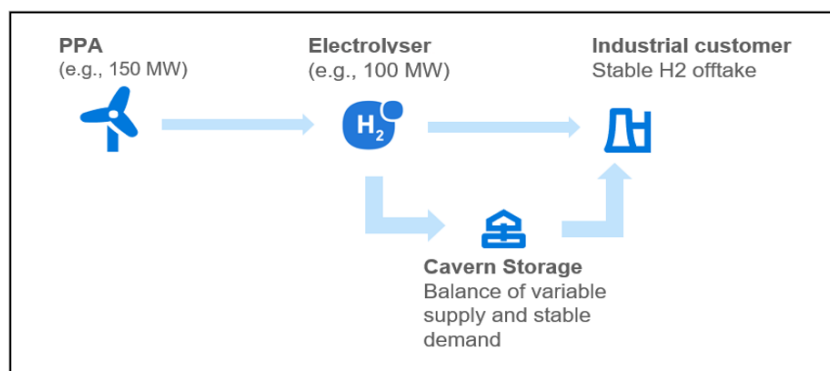 PPA
(e.g., 150 MW)
Electrolyser
(e.g., 100 MW)
Industrial customer
Stable H2 offtake
H2
Cavern Storage
Balance of variable
supply and stable
demand